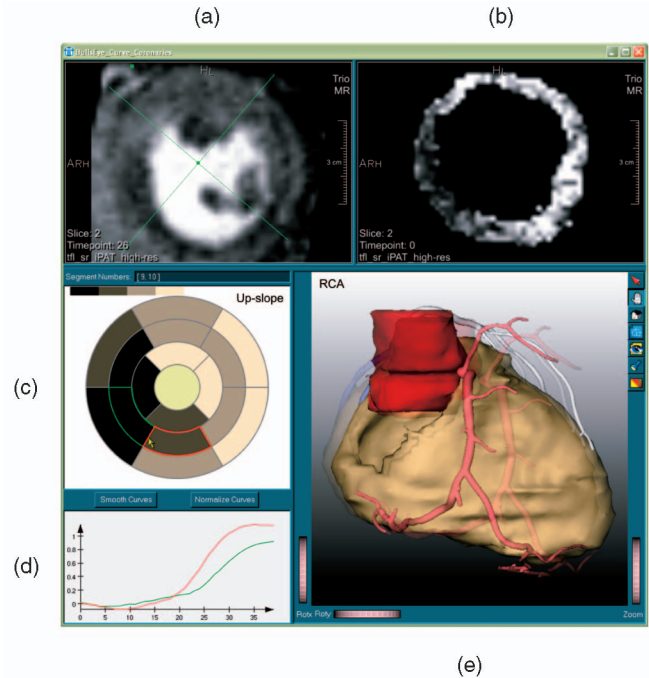 (a)
(b)
BullsEye_Curve_Coronaries
HL
Trio
MR
3 cm
ARH
Slice: 2
Timepoint: 26
tfl_sr_iPAT_high-res
HL
Trio
MR
3 cm
ARH
Slice: 2
Timepoint: 0
tfl_sr_iPAT_high-res
Segment Numbers: [ 9, 10 ]
Up-slope
RCA
(c)
Smooth Curves
Normalize Curves
(d)
1
0.8
0.6
0.4
0.2
0
0 5 10 15 20 25 30 35
Rotx Roty
Zoom
(e)